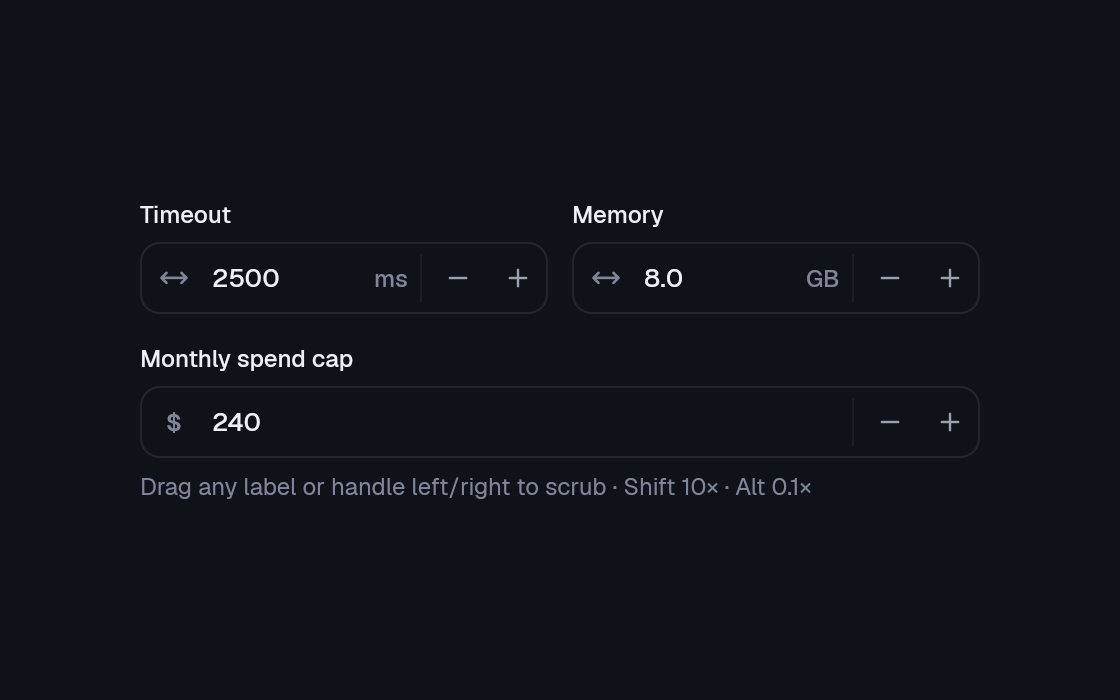 Timeout
Memory
2500 ms
8.0 GB
Monthly spend cap
$ 240
Drag any label or handle left/right to scrub · Shift 10× · Alt 0.1×